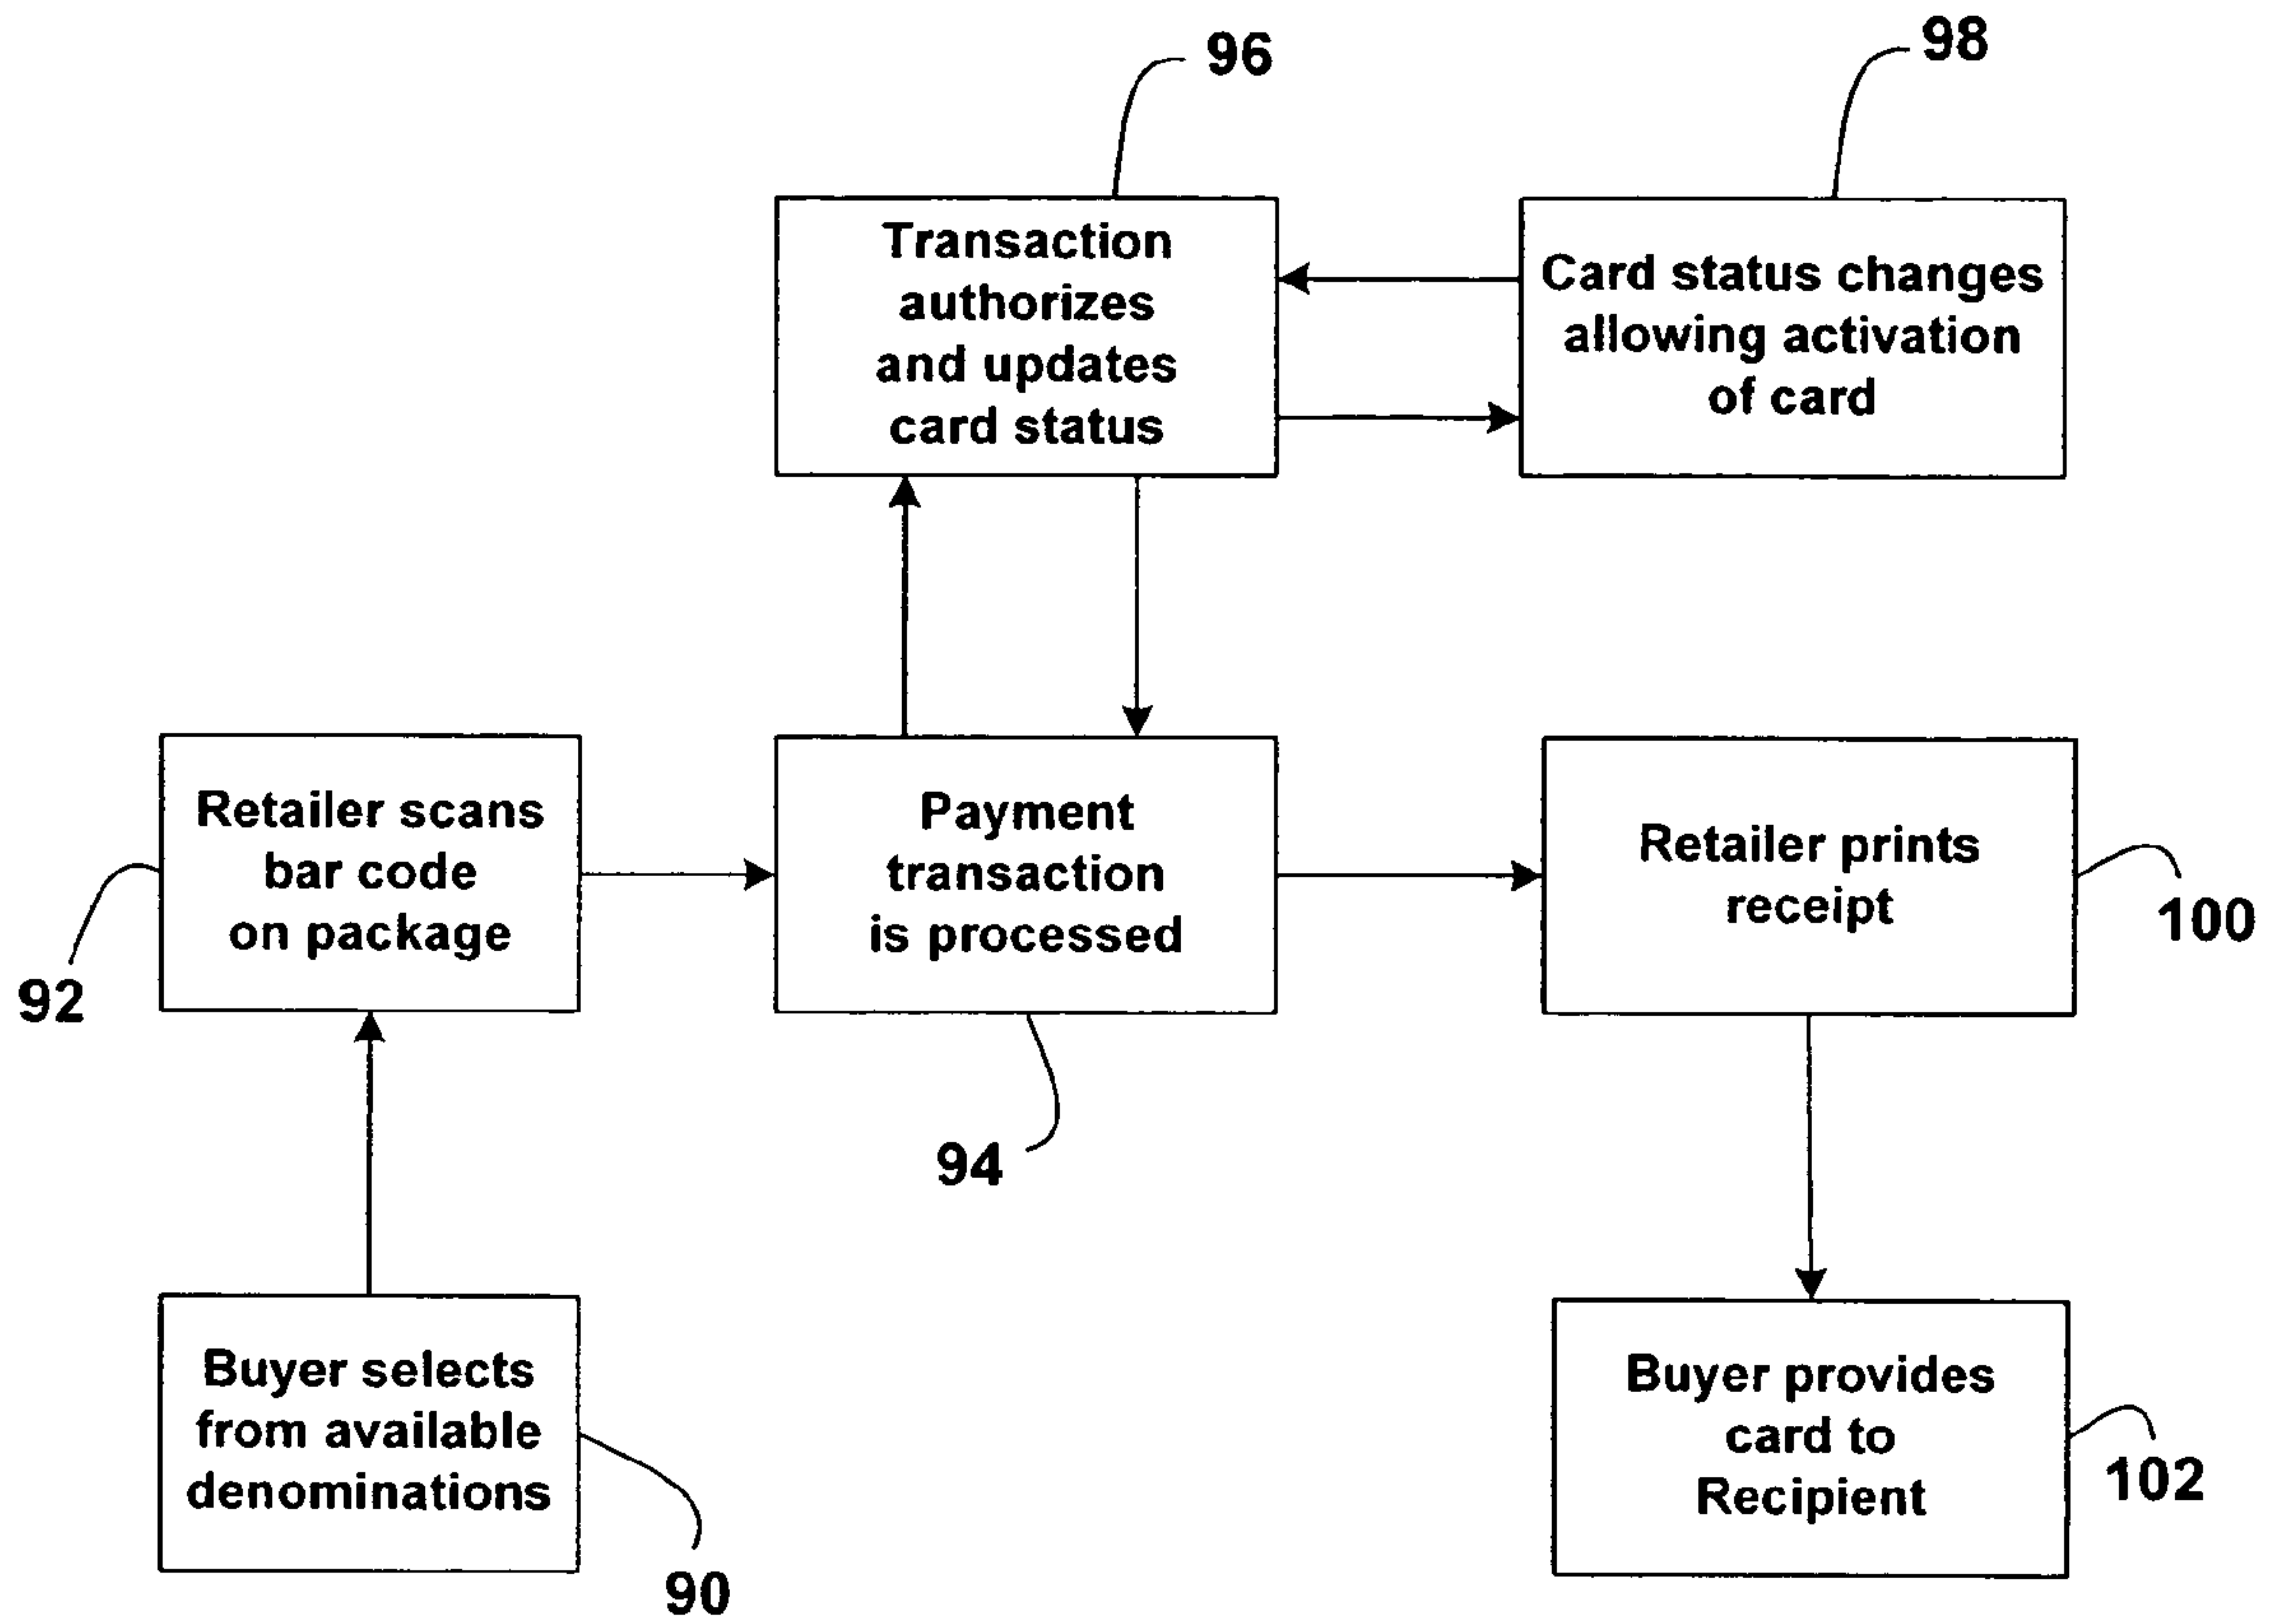 96
98
Transaction
authorizes
and updates
card status
Card status changes
allowing activation
of card
Retailer scans
bar code
on package
92
Payment
transaction
is processed
94
Retailer prints
receipt
100
Buyer selects
from available
denominations
90
Buyer provides
card to
Recipient
102